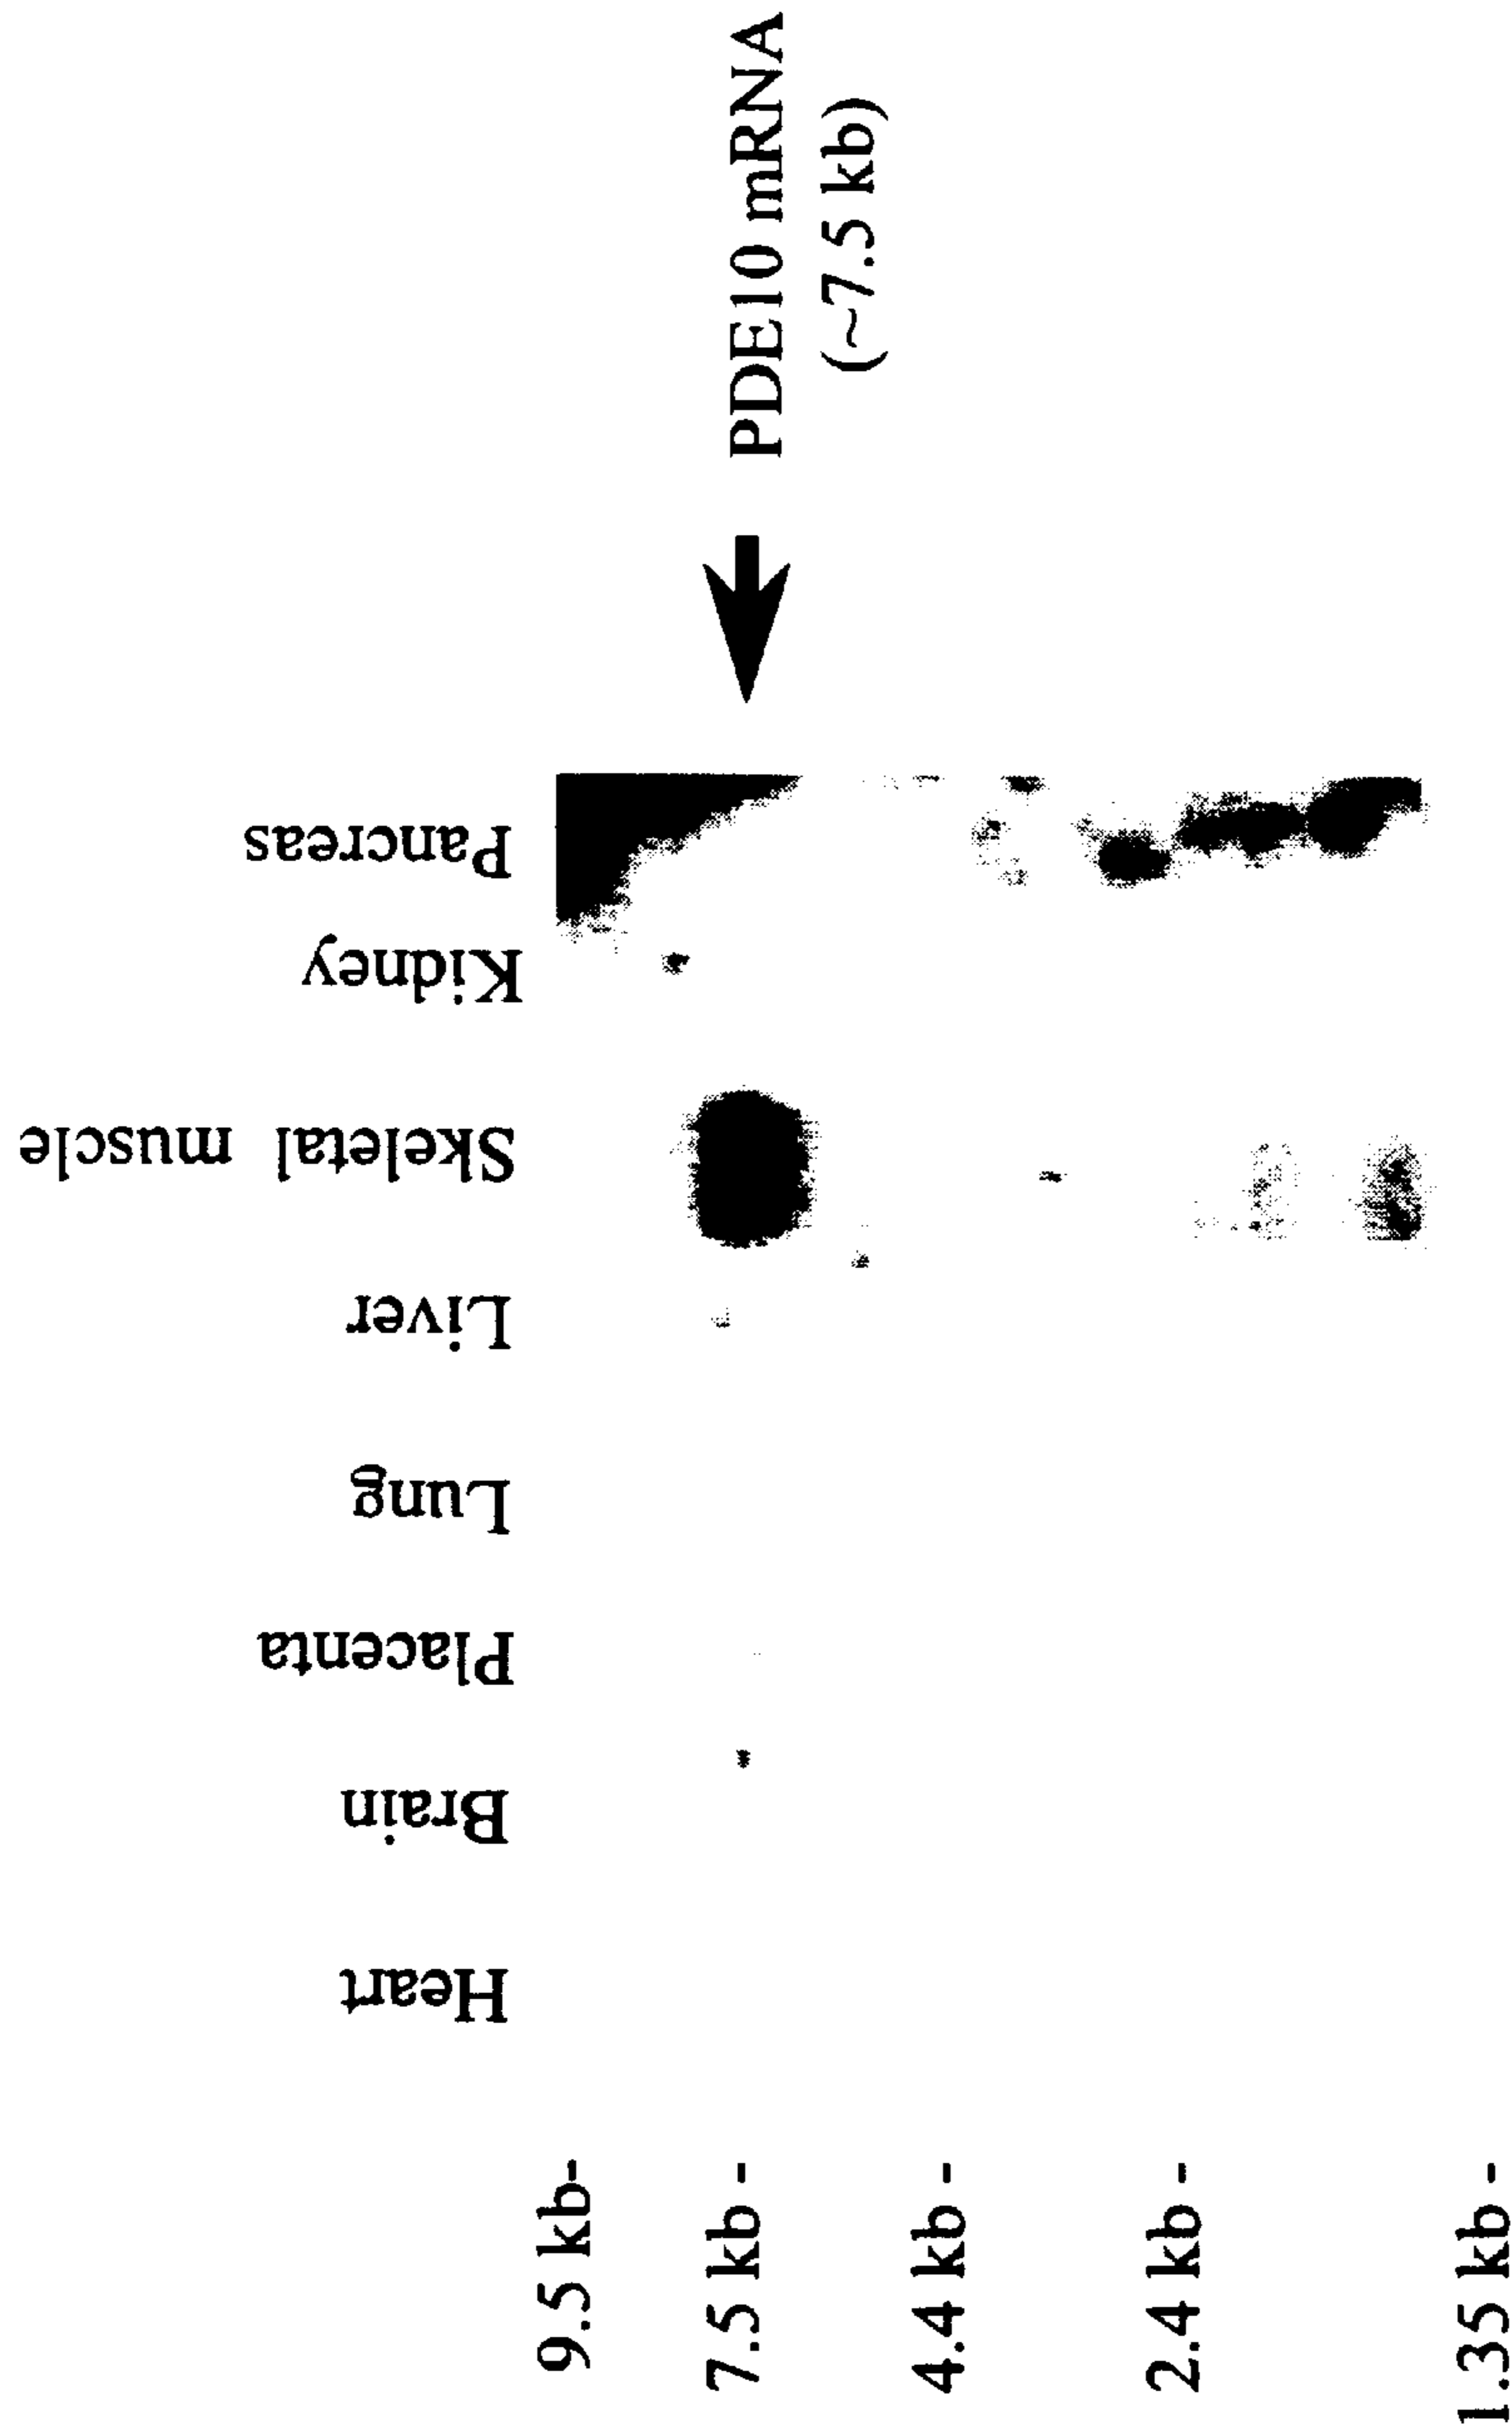 Heart
Brain
Placenta
Lung
Liver
Skeletal muscle
Kidney
Pancreas
9.5 kb-
7.5 kb -
4.4 kb -
2.4 kb -
1.35 kb -
PDE10 mRNA
(~7.5 kb)